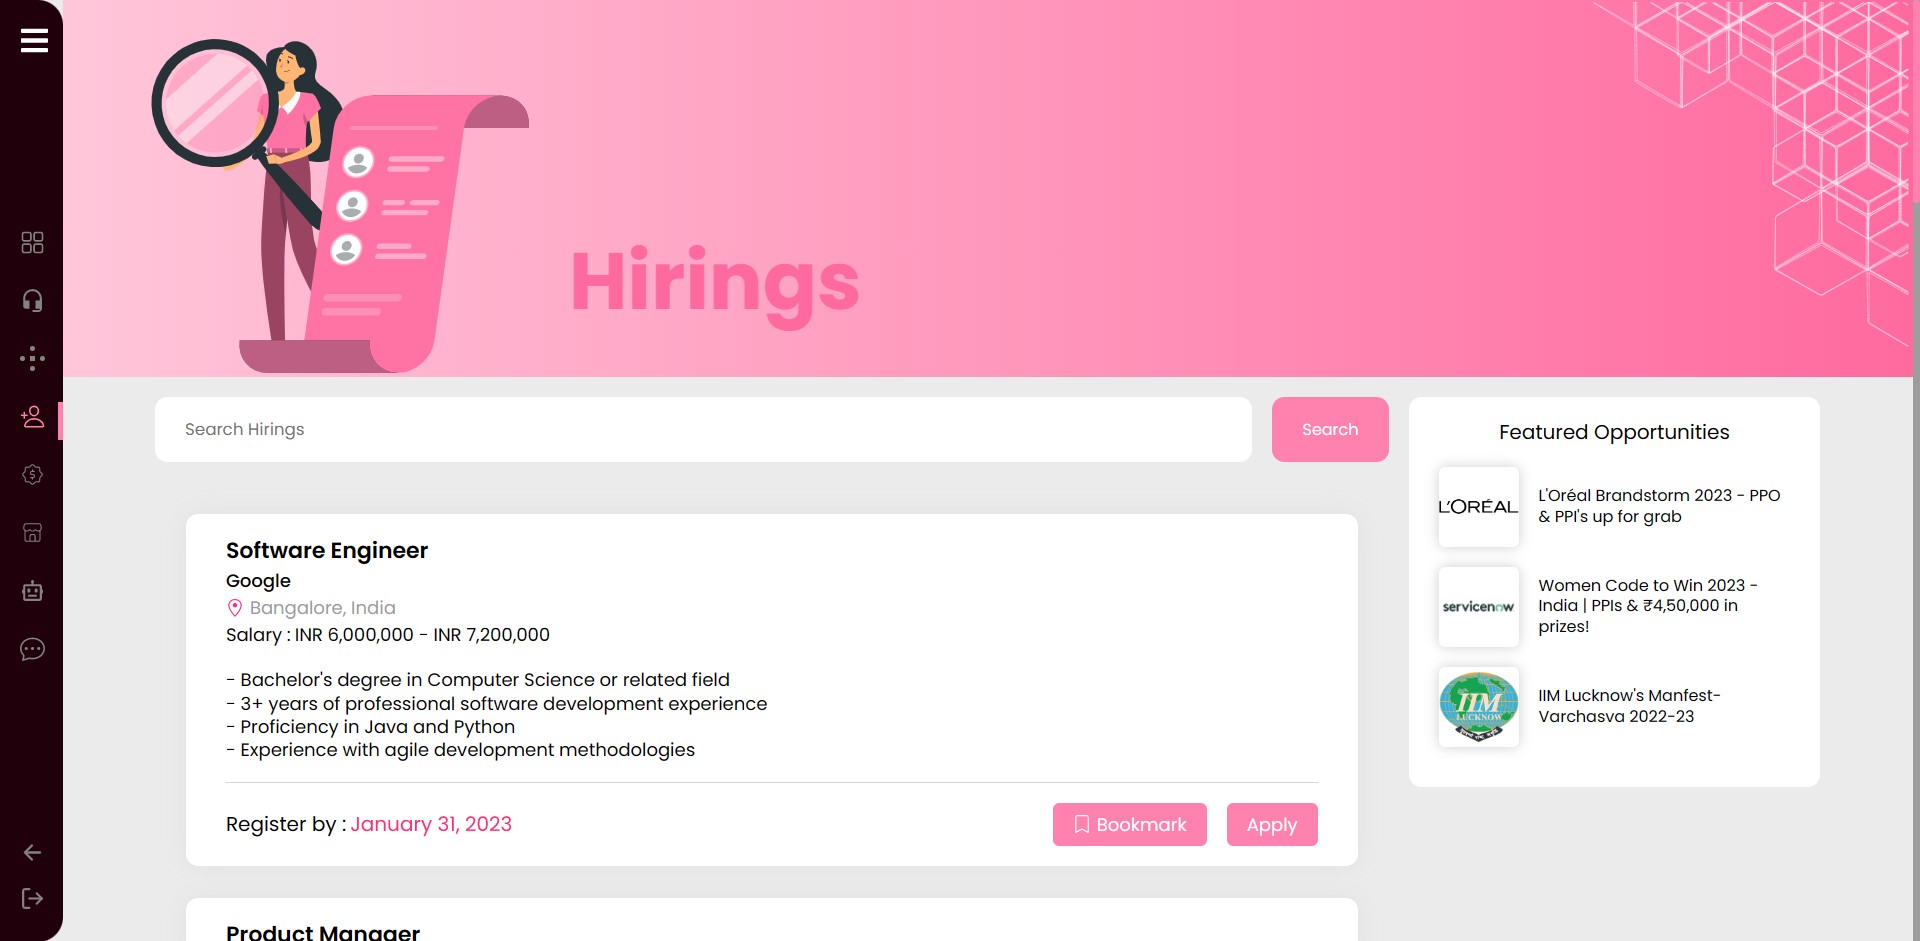 Hirings
Search Hirings
Search
Software Engineer
Google
Bangalore, India
Salary : INR 6,000,000 - INR 7,200,000
- Bachelor's degree in Computer Science or related field
- 3+ years of professional software development experience
- Proficiency in Java and Python
- Experience with agile development methodologies
Register by : January 31, 2023
Bookmark
Apply
Product Manager
Featured Opportunities
L'ORÉAL
L'Oréal Brandstorm 2023 - PPO
& PPI's up for grab
servicenow
Women Code to Win 2023 -
India | PPIs & ₹4,50,000 in
prizes!
IIM
LUCKNOW
IIM Lucknow's Manfest-
Varchasva 2022-23